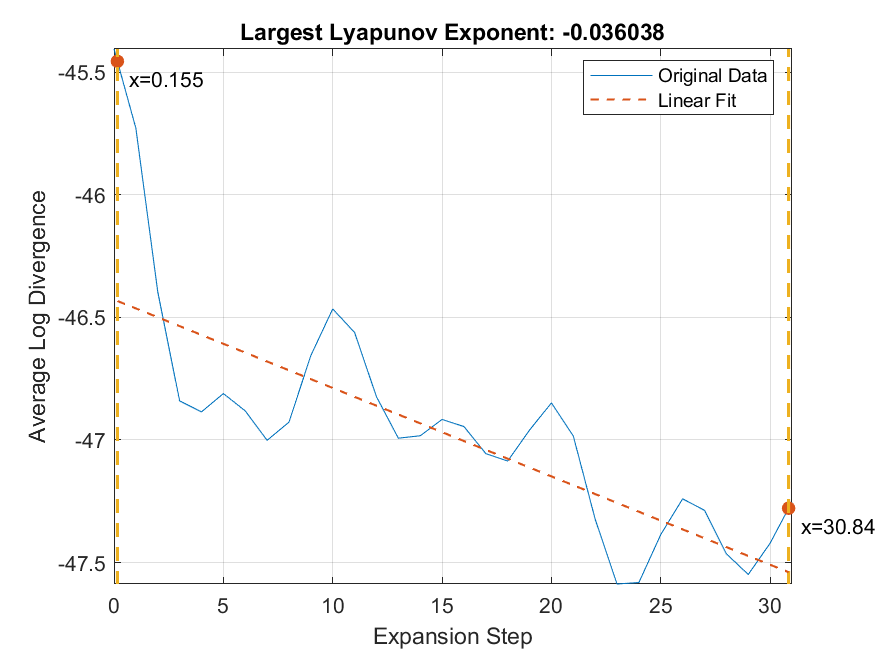 Largest Lyapunov Exponent: -0.036038
-45.5
x=0.155
Original Data
Linear Fit
-46
-46.5
-47
-47.5
Average Log Divergence
x=30.84
0 5 10 15 20 25 30
Expansion Step